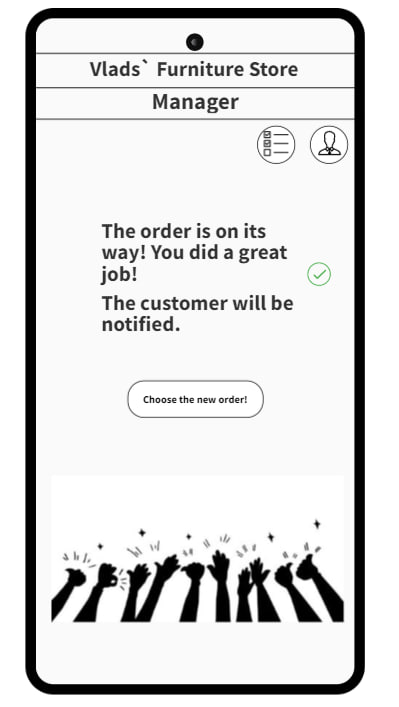 Vlads` Furniture Store
Manager
The order is on its
way! You did a great
job!
The customer will be
notified.
Choose the new order!